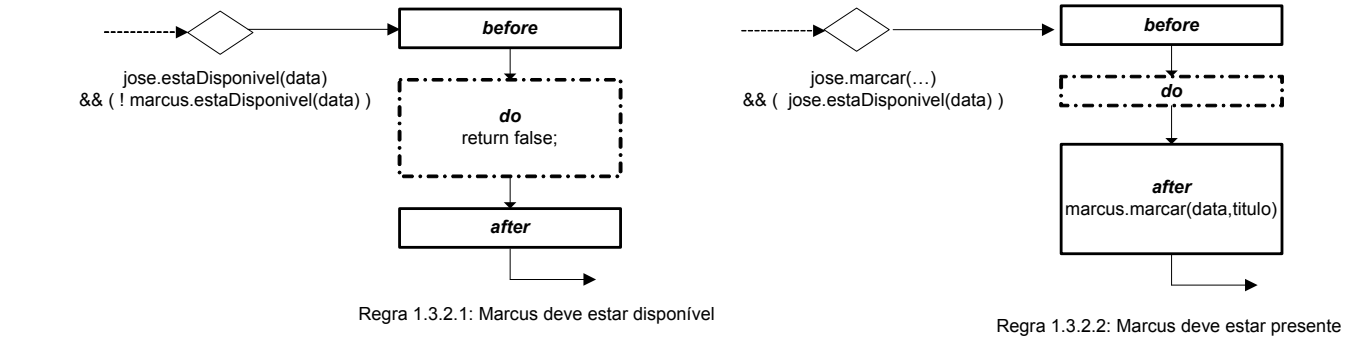 before
jose.estaDisponivel(data)
&& ( ! marcus.estaDisponivel(data) )
do
return false;
after
Regra 1.3.2.1: Marcus deve estar disponível
before
jose.marcar(…)
&& ( jose.estaDisponivel(data) )
do
after
marcus.marcar(data,titulo)
Regra 1.3.2.2: Marcus deve estar presente